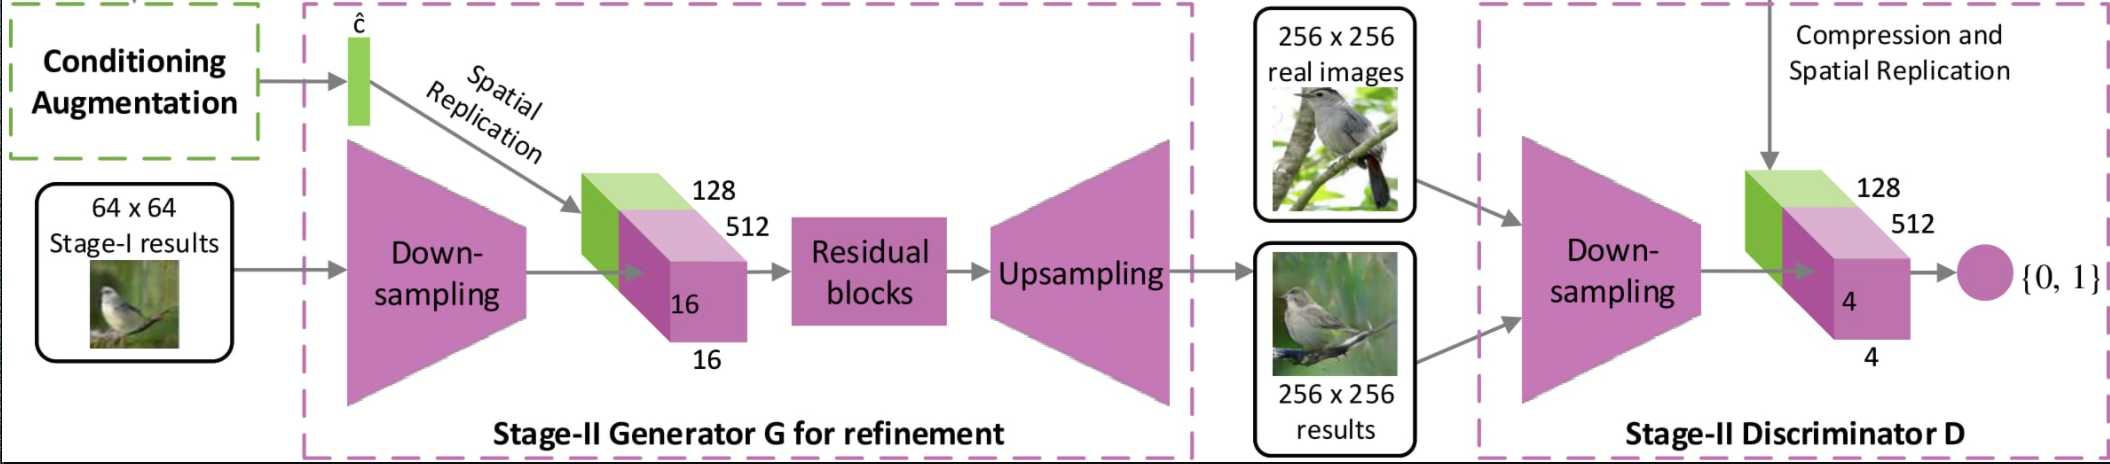 Conditioning
Augmentation
64 x 64
Stage-I results
ĉ
Spatial
Replication
Down-
sampling
128
512
16
16
Residual
blocks
Upsampling
Stage-II Generator G for refinement
256 x 256
real images
256 x 256
results
Compression and
Spatial Replication
Down-
sampling
128
512
4
4
{0, 1}
Stage-II Discriminator D